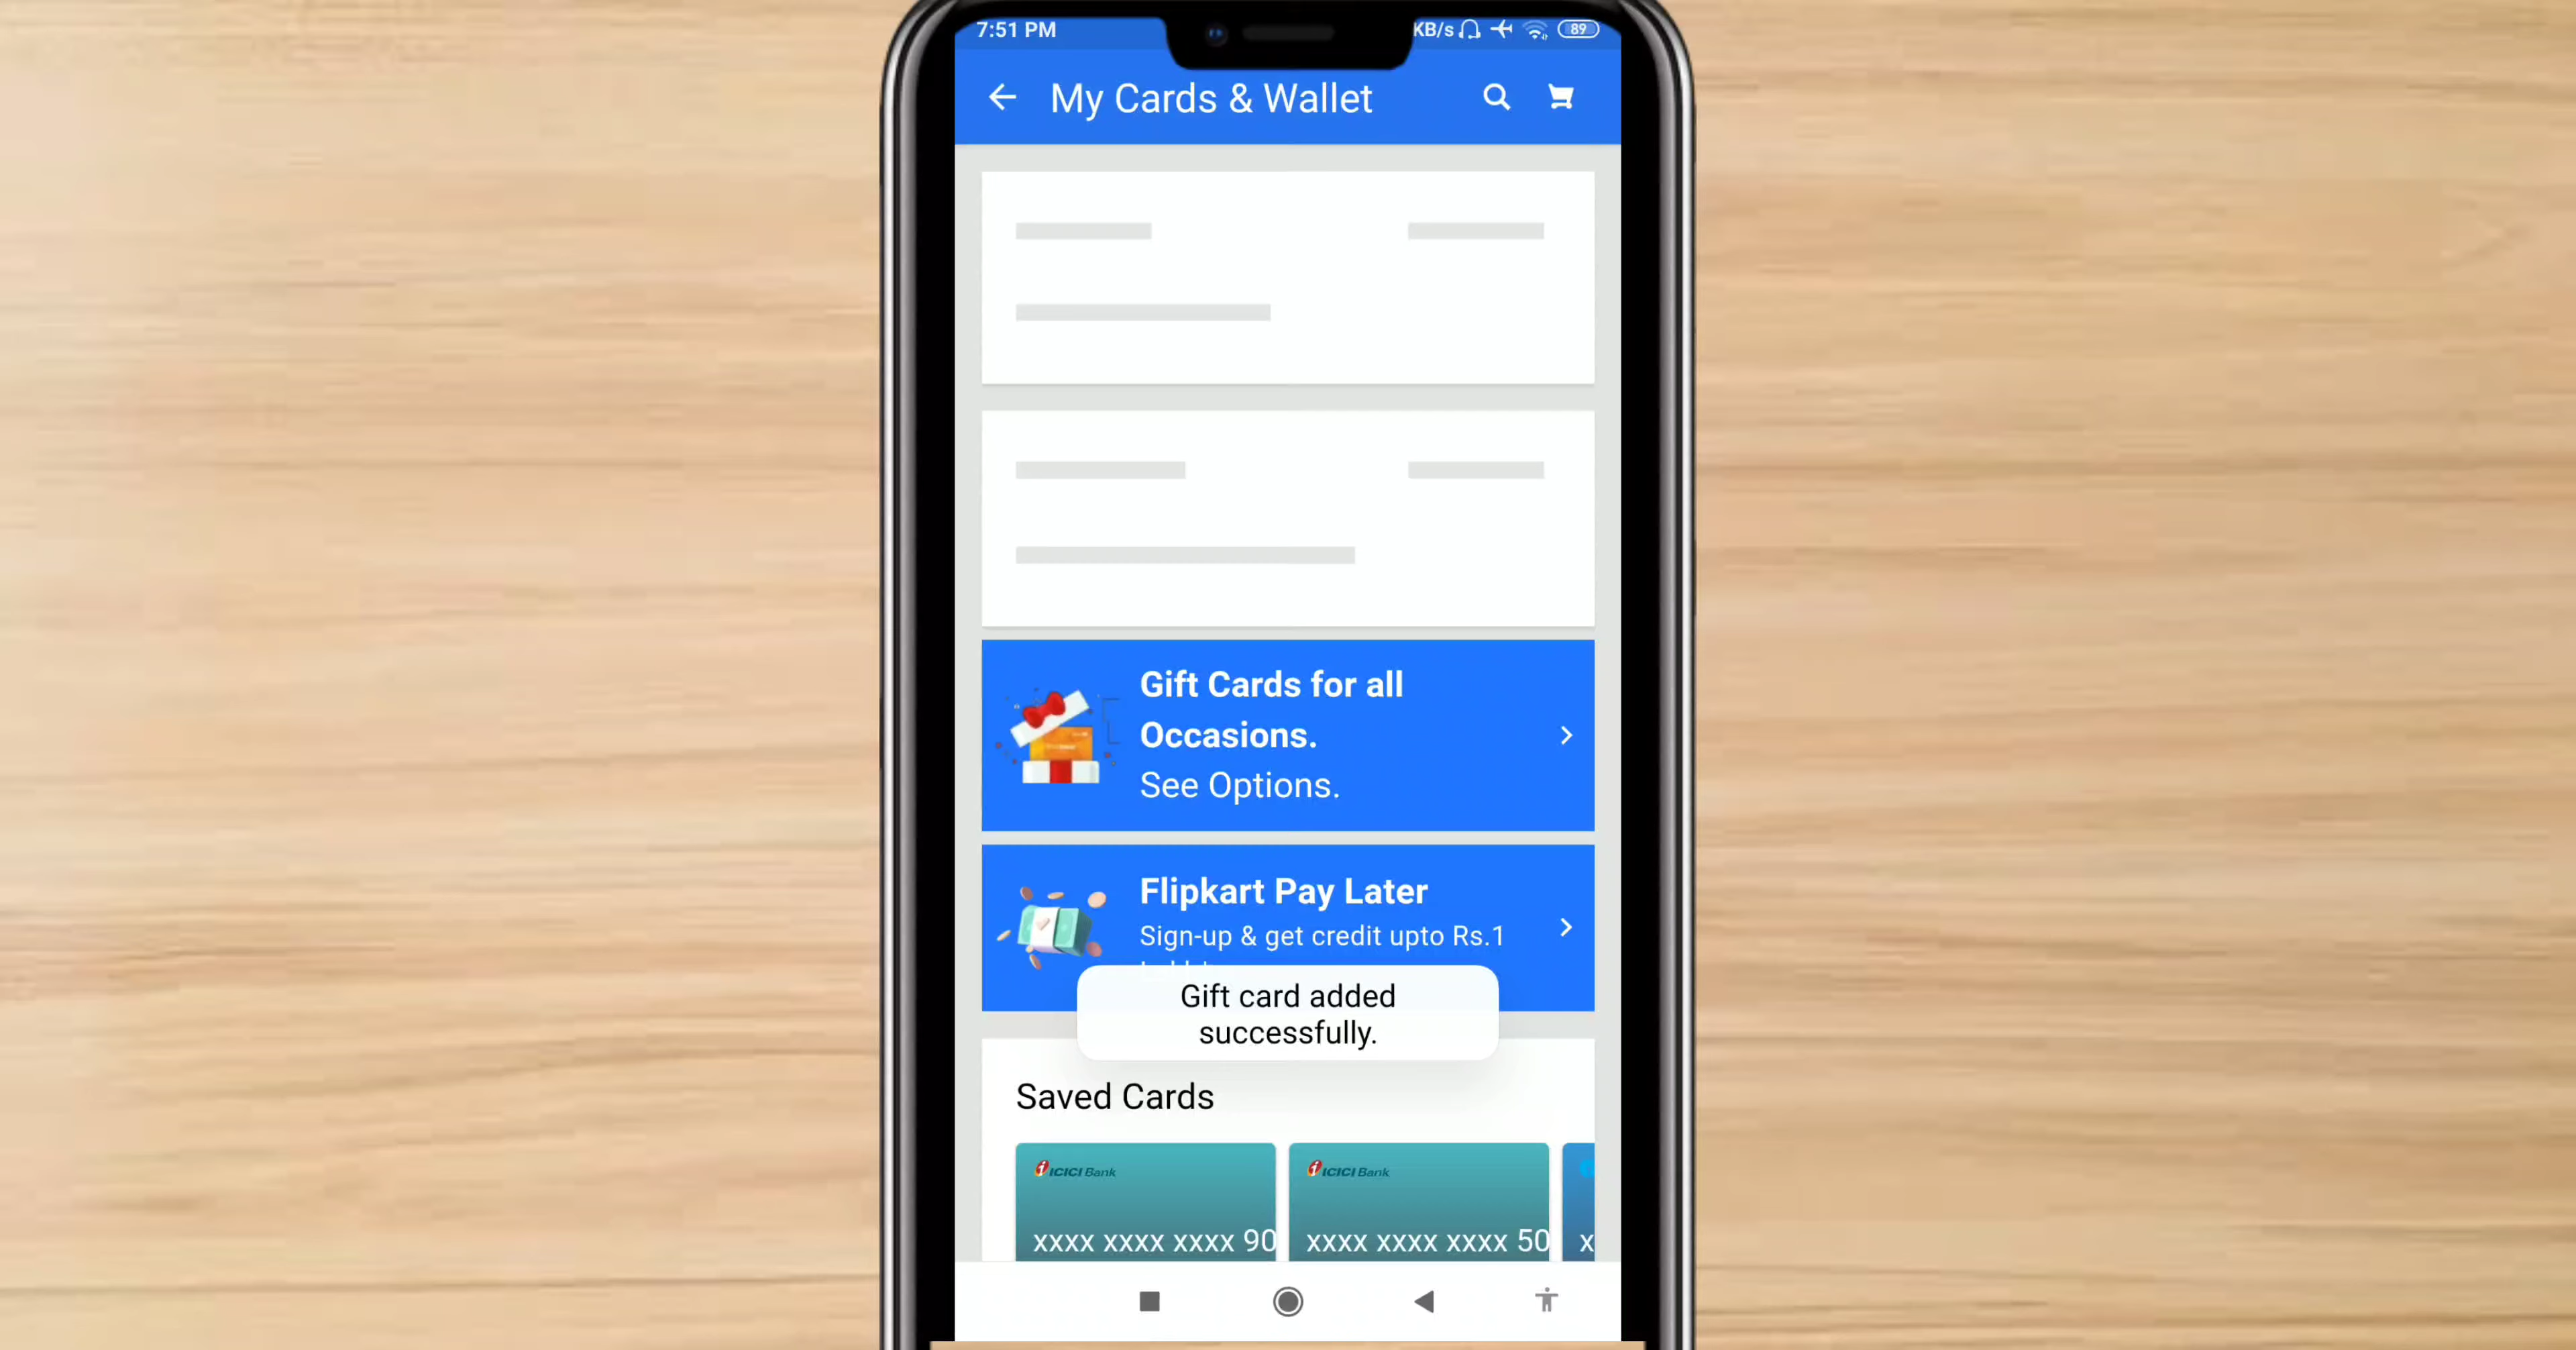 7:51 PM
KB/s
89
My Cards & Wallet
Gift Cards for all
Occasions.
See Options.
Flipkart Pay Later
Sign-up & get credit upto Rs.1
Gift card added
successfully.
Saved Cards
ICICI Bank
ICICI Bank
xxxx xxxx xxxx 90
xxxx xxxx xxxx 50
x